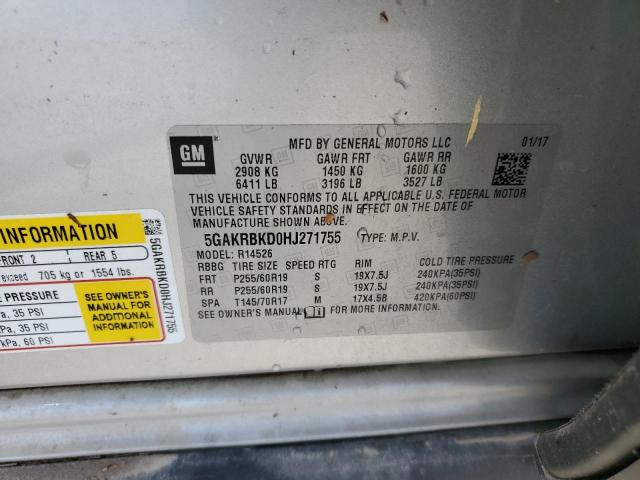 GM
MFD BY GENERAL MOTORS LLC 01/17
GVWR GAWR FRT GAWR RR
2908 KG 1450 KG 1600 KG
6411 LB 3196 LB 3527 LB
THIS VEHICLE CONFORMS TO ALL APPLICABLE U.S. FEDERAL MOTOR
VEHICLE SAFETY STANDARDS IN EFFECT ON THE DATE OF
MANUFACTURE SHOWN ABOVE.
5GAKRBKD0HJ271755 TYPE: M.P.V.
MODEL: R14526
RBBG TIRE SIZE SPEED RTG RIM COLD TIRE PRESSURE
FRT P255/60R19 S 19X7.5J 240KPA(35PSI)
RR P255/60R19 S 19X7.5J 240KPA(35PSI)
SPA T145/70R17 M 17X4.5B 420KPA(60PSI)
SEE OWNER'S MANUAL FOR MORE INFORMATION.
INFORMATION
FRONT 2 REAR 5
exceed 705 kg or 1554 lbs.
E PRESSURE
a, 35 PSI
Pa, 35 PSI
kPa, 60 PSI
SEE OWNER'S
MANUAL FOR
ADDITIONAL
INFORMATION
5GAKRBKD0HJ271755